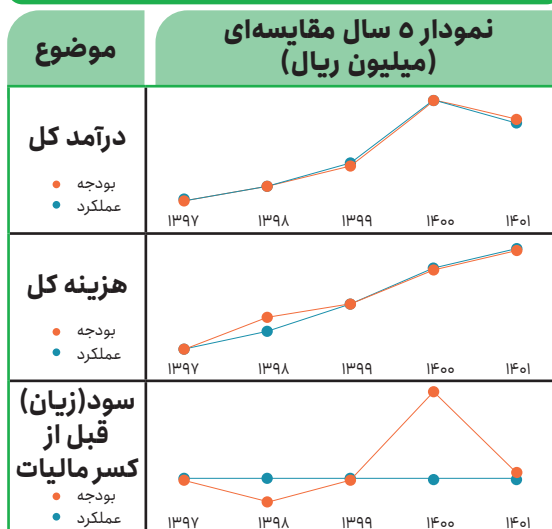 موضوع
نمودار ۵ سال مقایسه‌ای
(میلیون ریال)
درآمد کل
بودجه
عملکرد
۱۳۹۷ ۱۳۹۸ ۱۳۹۹ ۱۴۰۰ ۱۴۰۱
هزینه کل
بودجه
عملکرد
۱۳۹۷ ۱۳۹۸ ۱۳۹۹ ۱۴۰۰ ۱۴۰۱
سود(زیان)
قبل از
کسر مالیات
بودجه
عملکرد
۱۳۹۷ ۱۳۹۸ ۱۳۹۹ ۱۴۰۰ ۱۴۰۱